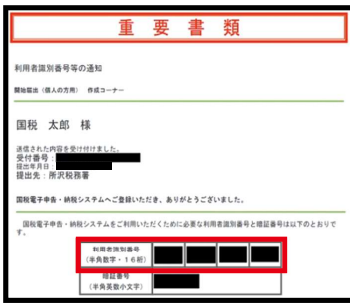 重要書類
利用者識別番号等の通知
開始届出（個人の方用） 作成コーナー
国税 太郎 様
送信された内容を受け付けました。
受付番号：
提出年月日：
提出先：所沢税務署
国税電子申告・納税システムへご登録いただき、ありがとうございました。
国税電子申告・納税システムをご利用いただくために必要な利用者識別番号と暗証番号は以下のとおりで
す。
利用者識別番号
（半角数字・１６桁）
暗証番号
（半角英数小文字）